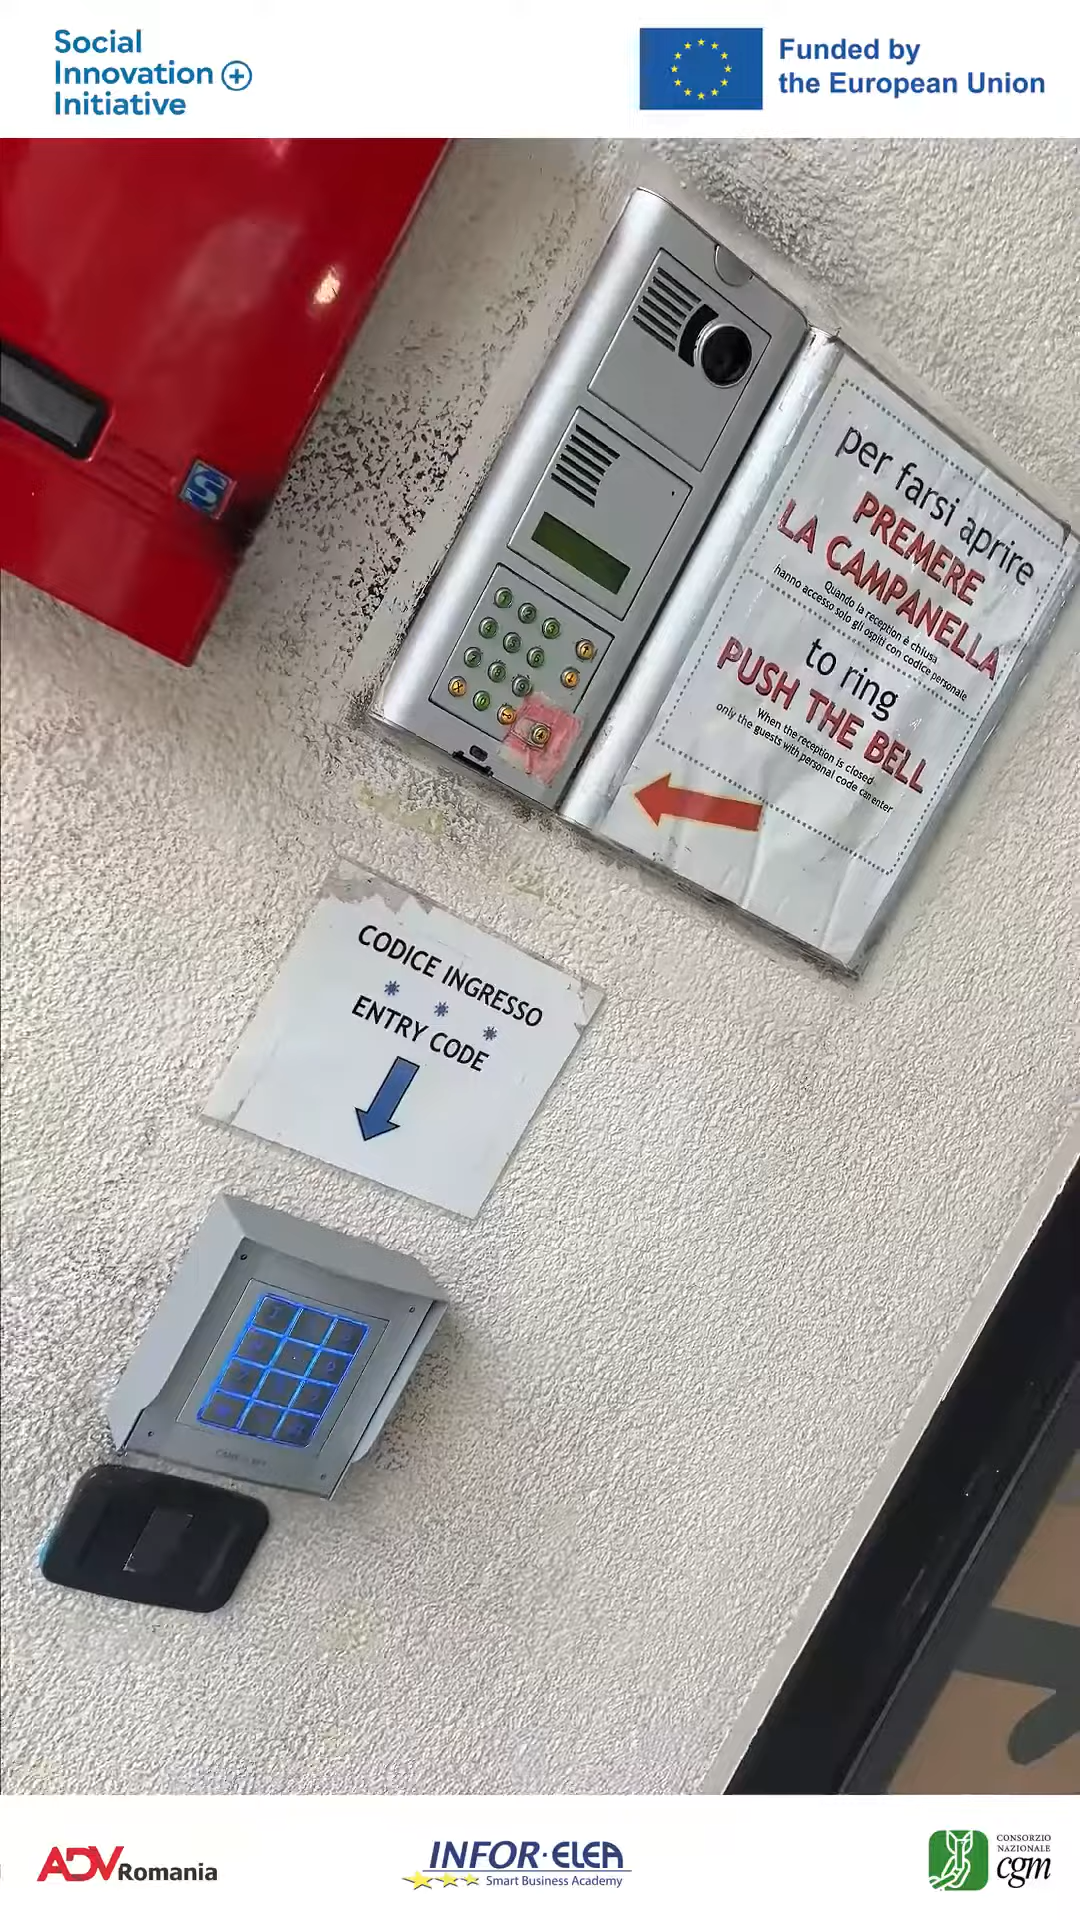 Social
Innovation
Initiative
Funded by
the European Union
per farsi aprire
PREMERE
LA CAMPANELLA
Quando la reception è chiusa
hanno accesso solo gli ospiti con codice personale
to ring
PUSH THE BELL
When the reception is closed
only the guests with personal code can enter
CODICE INGRESSO
* * *
ENTRY CODE
ADV Romania
INFOR·ELEA
Smart Business Academy
CONSORZIO
NAZIONALE
cgm